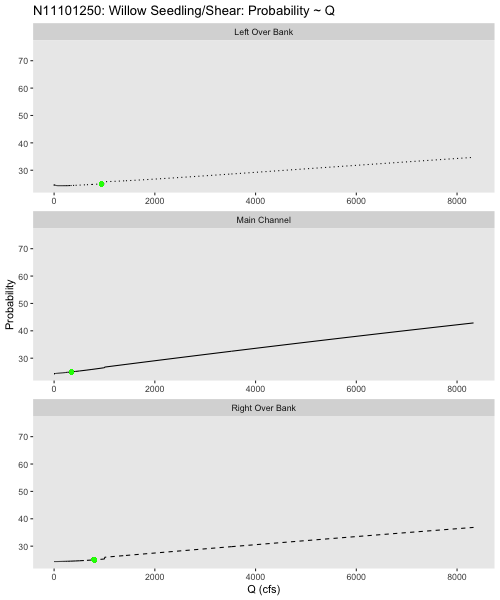 N11101250: Willow Seedling/Shear: Probability ~ Q
Left Over Bank
70
60
50
40
30
0 2000 4000 6000 8000
Main Channel
70
60
50
40
30
0 2000 4000 6000 8000
Probability
Right Over Bank
70
60
50
40
30
0 2000 4000 6000 8000
Q (cfs)